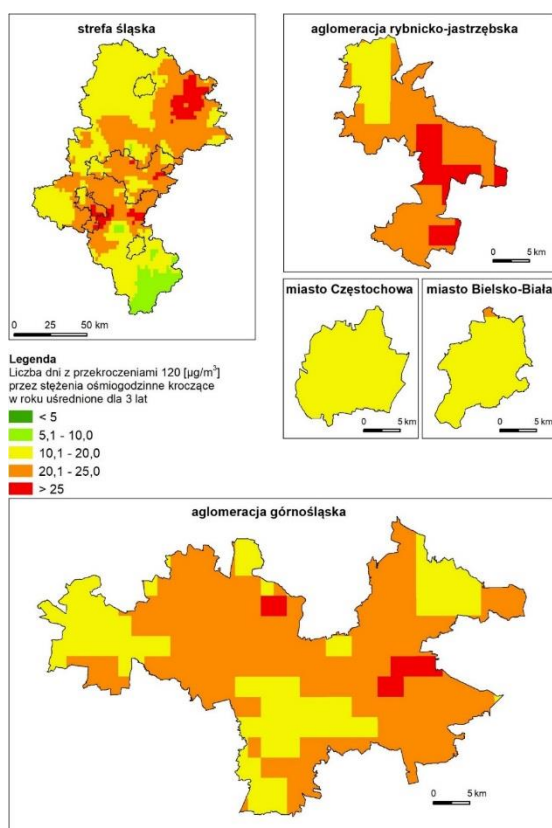 strefa śląska
0 25 50 km
aglomeracja rybnicko-jastrzębska
0 5 km
miasto Częstochowa
0 5 km
miasto Bielsko-Biała
0 5 km
Legenda
Liczba dni z przekroczeniami 120 [µg/m³]
przez stężenia ośmiogodzinne kroczące
w roku uśrednione dla 3 lat
< 5
5,1 - 10,0
10,1 - 20,0
20,1 - 25,0
> 25
aglomeracja górnośląska
0 5 km